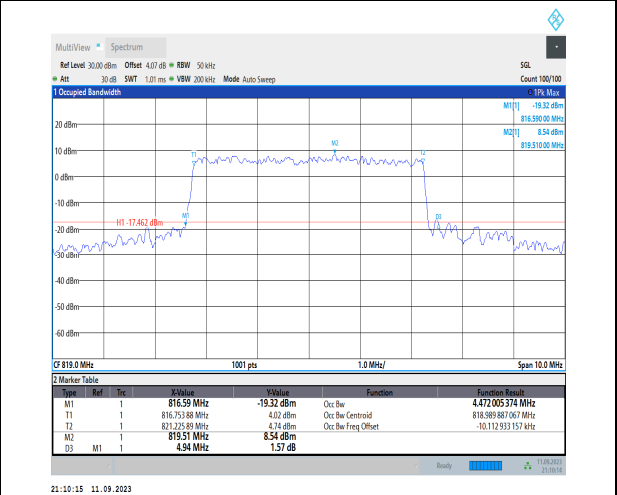 MultiView Spectrum
Ref Level 30.00 dBm Offset 4.07 dB RBW 50 kHz SGL
Att 30 dB SWT 1.01 ms VBW 200 kHz Mode Auto Sweep Count 100/100
1 Occupied Bandwidth 1Pk Max
M1[1] -19.32 dBm
816.590 00 MHz
M2[1] 8.54 dBm
819.510 00 MHz
20 dBm
M2
10 dBm
T1
T2
0 dBm
-10 dBm
M1
D3
H1 -17.462 dBm
-20 dBm
-30 dBm
-40 dBm
-50 dBm
-60 dBm
CF 819.0 MHz 1001 pts 1.0 MHz/ Span 10.0 MHz
2 Marker Table
Type Ref Trc X-Value Y-Value Function Function Result
M1 1 816.59 MHz -19.32 dBm Occ Bw 4.472 005 374 MHz
T1 1 816.753 88 MHz 4.02 dBm Occ Bw Centroid 818.989 887 067 MHz
T2 1 821.225 89 MHz 4.74 dBm Occ Bw Freq Offset -10.112 933 157 kHz
M2 1 819.51 MHz 8.54 dBm
D3 M1 1 4.94 MHz 1.57 dB
Ready 11.09.2023
21:10:14
21:10:15 11.09.2023